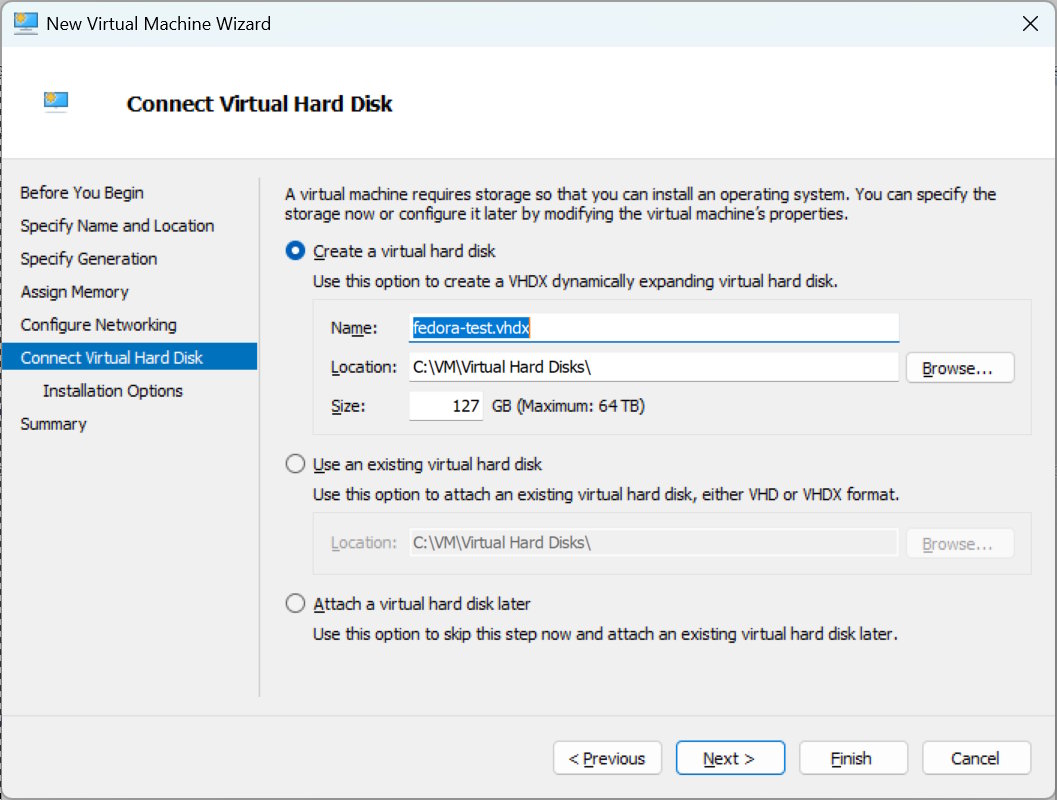 New Virtual Machine Wizard
Connect Virtual Hard Disk
Before You Begin
Specify Name and Location
Specify Generation
Assign Memory
Configure Networking
Connect Virtual Hard Disk
Installation Options
Summary
A virtual machine requires storage so that you can install an operating system. You can specify the
storage now or configure it later by modifying the virtual machine's properties.
Create a virtual hard disk
Use this option to create a VHDX dynamically expanding virtual hard disk.
Name: fedora-test.vhdx
Location: C:\VM\Virtual Hard Disks\ Browse...
Size: 127 GB (Maximum: 64 TB)
Use an existing virtual hard disk
Use this option to attach an existing virtual hard disk, either VHD or VHDX format.
Location: C:\VM\Virtual Hard Disks\ Browse...
Attach a virtual hard disk later
Use this option to skip this step now and attach an existing virtual hard disk later.
< Previous Next > Finish Cancel